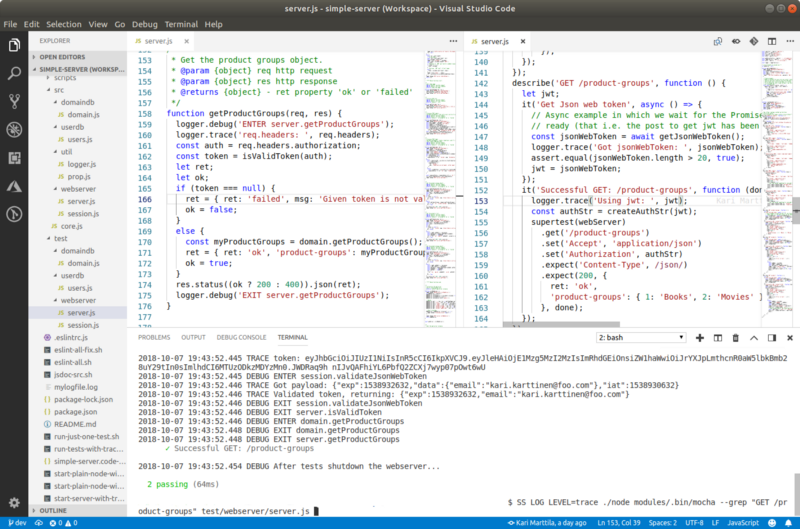 server.js - simple-server (Workspace) - Visual Studio Code
File Edit Selection View Go Debug Terminal Help
EXPLORER
OPEN EDITORS
SIMPLE-SERVER (WORKSP...
scripts
src
domaindb
domain.js
userdb
users.js
util
logger.js
prop.js
webserver
server.js
session.js
core.js
test
domaindb
domain.js
userdb
users.js
webserver
server.js
session.js
.eslintrc.js
eslint-all-fix.sh
eslint-all.sh
jsdoc-src.sh
mylogfile.log
package-lock.json
package.json
README.md
run-just-one-test.sh
run-tests-with-trac...
simple-server.code-...
start-plain-node-wi...
start-plain-node-wi...
start-server-with-tr...
OUTLINE
server.js
152
153 * Get the product groups object.
154 * @param {object} req http request
155 * @param {object} res http response
156 * @returns {object} - ret property 'ok' or 'failed'
157 */
158 function getProductGroups(req, res) {
159 logger.debug('ENTER server.getProductGroups');
160 logger.trace('req.headers: ', req.headers);
161 const auth = req.headers.authorization;
162 const token = isValidToken(auth);
163 let ret;
164 let ok;
165 if (token === null) {
166 ret = { ret: 'failed', msg: 'Given token is not va
167 ok = false;
168 }
169 else {
170 const myProductGroups = domain.getProductGroups();
171 ret = { ret: 'ok', 'product-groups': myProductGrou
172 ok = true;
173 }
174 res.status((ok ? 200 : 400)).json(ret);
175 logger.debug('EXIT server.getProductGroups');
176 }
177
178
server.js
139 });
140 });
141 });
142 describe('GET /product-groups', function () {
143 let jwt;
144 it('Get Json web token', async () => {
145 // Async example in which we wait for the Promise
146 // ready (that i.e. the post to get jwt has been
147 const jsonWebToken = await getJsonWebToken();
148 logger.trace('Got jsonWebToken: ', jsonWebToken);
149 assert.equal(jsonWebToken.length > 20, true);
150 jwt = jsonWebToken;
151 });
152 it('Successful GET: /product-groups', function (don
153 logger.trace('Using jwt: ', jwt); Kari Martti
154 const authStr = createAuthStr(jwt);
155 supertest(webServer)
156 .get('/product-groups')
157 .set('Accept', 'application/json')
158 .set('Authorization', authStr)
159 .expect('Content-Type', /json/)
160 .expect(200, {
161 ret: 'ok',
162 'product-groups': { 1: 'Books', 2: 'Movies' }
163 }, done);
164 });
PROBLEMS OUTPUT DEBUG CONSOLE TERMINAL 2: bash
2018-10-07 19:43:52.445 TRACE token: eyJhbGciOiJIUzI1NiIsInR5cCI6IkpXVCJ9.eyJleHAiOjE1Mzg5MzI2MzIsImRhdGEiOnsiZW1haWwiOiJrYXJpLmthcnR0aW5lbkBmb2
8uY29tIn0sImlhdCI6MTUzODkzMDYzMn0.JWDRaq9h nIJvQAFhiYL6PbfQ2ZCXj7wyp07pOwt6wU
2018-10-07 19:43:52.445 DEBUG ENTER session.validateJsonWebToken
2018-10-07 19:43:52.446 TRACE Got payload: {"exp":1538932632,"data":{"email":"kari.karttinen@foo.com"},"iat":1538930632}
2018-10-07 19:43:52.446 TRACE Validated token, returning: {"exp":1538932632,"email":"kari.karttinen@foo.com"}
2018-10-07 19:43:52.446 DEBUG EXIT session.validateJsonWebToken
2018-10-07 19:43:52.446 DEBUG EXIT server.isValidToken
2018-10-07 19:43:52.446 DEBUG ENTER domain.getProductGroups
2018-10-07 19:43:52.448 DEBUG EXIT domain.getProductGroups
2018-10-07 19:43:52.448 DEBUG EXIT server.getProductGroups
✓ Successful GET: /product-groups
2018-10-07 19:43:52.454 DEBUG After tests shutdown the webserver...
2 passing (64ms)
$ SS LOG LEVEL=trace ./node modules/.bin/mocha --grep "GET /pr
oduct-groups" test/webserver/server.js
dev 0 0 Kari Marttila, a day ago Ln 153, Col 39 Spaces: 2 UTF-8 LF JavaScript